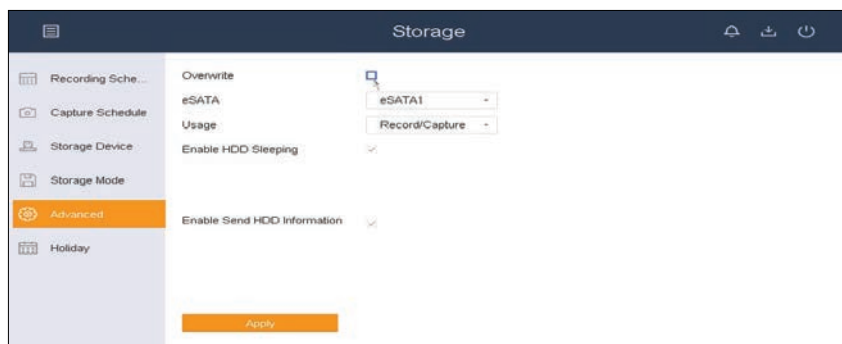 Storage
Recording Sche...
Capture Schedule
Storage Device
Storage Mode
Advanced
Holiday
Overwrite
eSATA eSATA1
Usage Record/Capture
Enable HDD Sleeping
Enable Send HDD Information
Apply